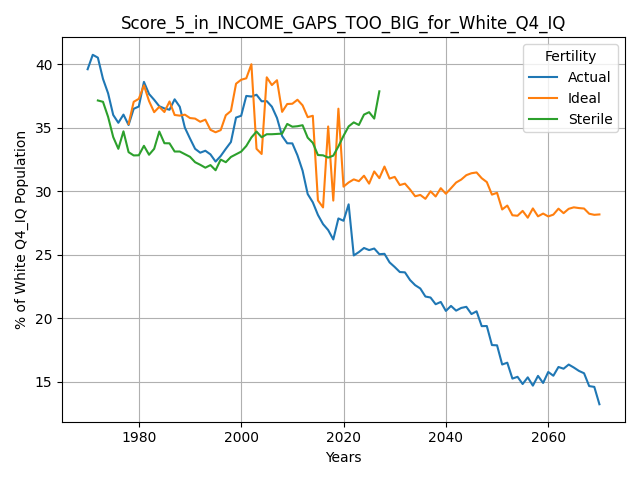 Score_5_in_INCOME_GAPS_TOO_BIG_for_White_Q4_IQ
Fertility
Actual
Ideal
Sterile
% of White Q4_IQ Population
40
35
30
25
20
15
1980
2000
2020
2040
2060
Years